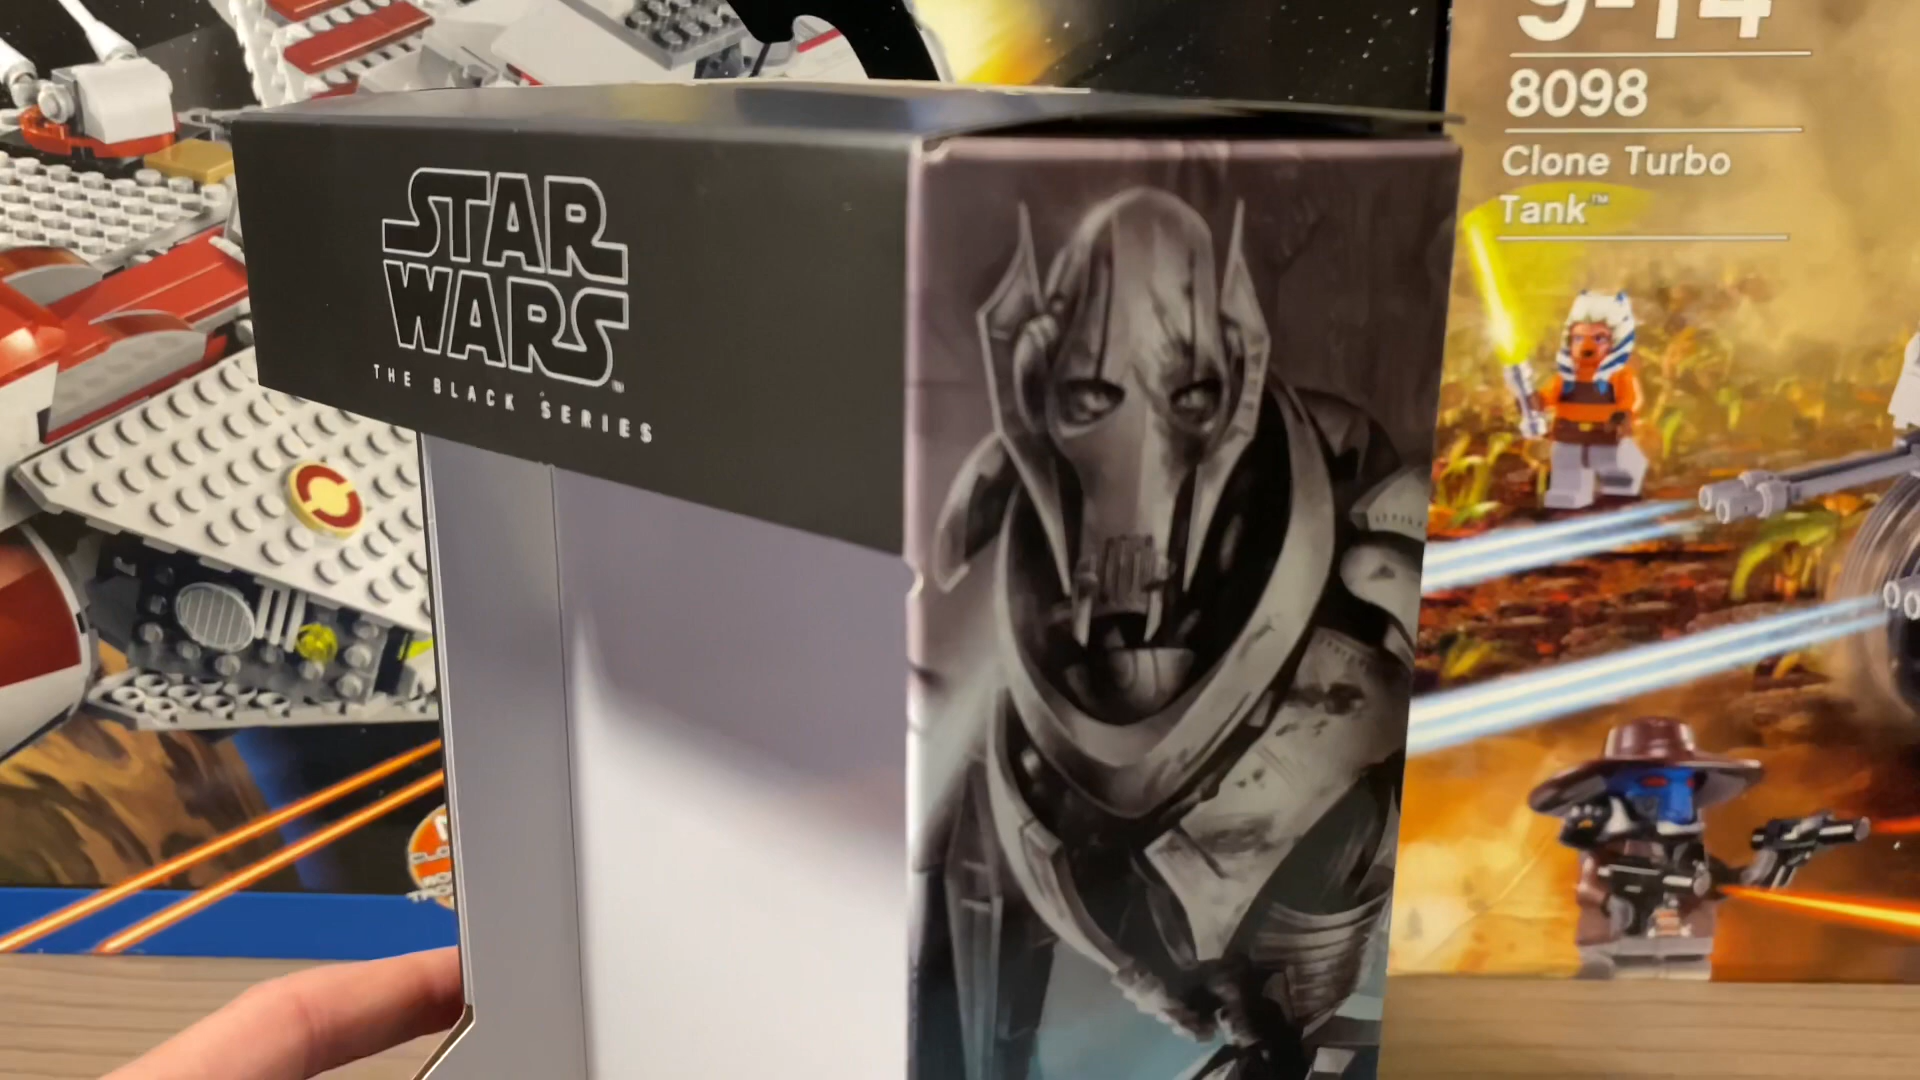 STAR
WARS
THE BLACK SERIES
9-14
8098
Clone Turbo
Tank™